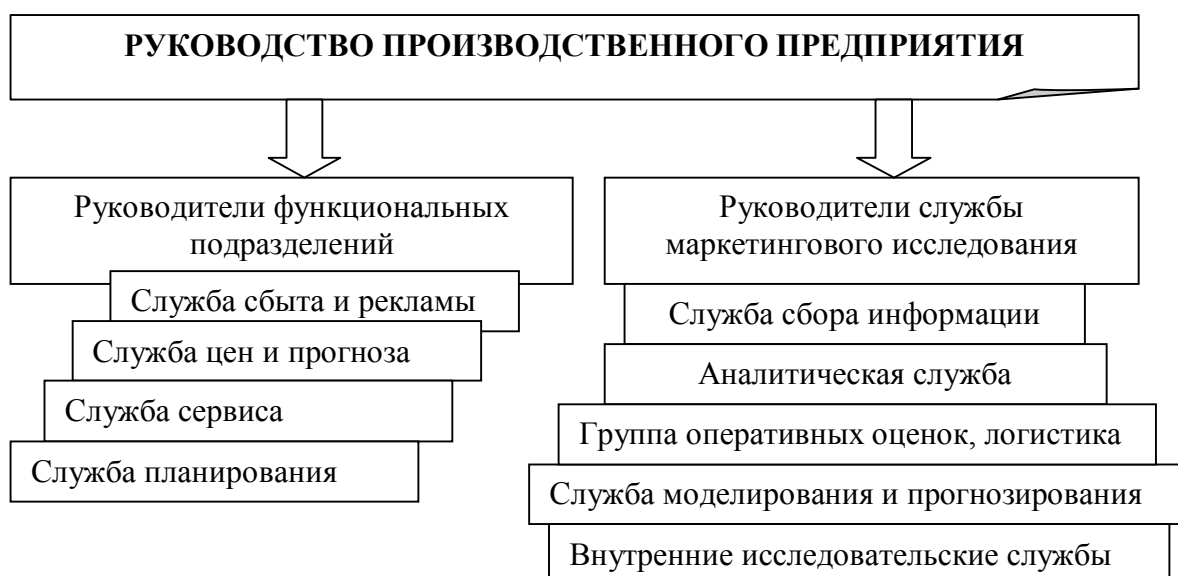 РУКОВОДСТВО ПРОИЗВОДСТВЕННОГО ПРЕДПРИЯТИЯ
Руководители функциональных
подразделений
Служба сбыта и рекламы
Служба цен и прогноза
Служба сервиса
Служба планирования
Руководители службы
маркетингового исследования
Служба сбора информации
Аналитическая служба
Группа оперативных оценок, логистика
Служба моделирования и прогнозирования
Внутренние исследовательские службы